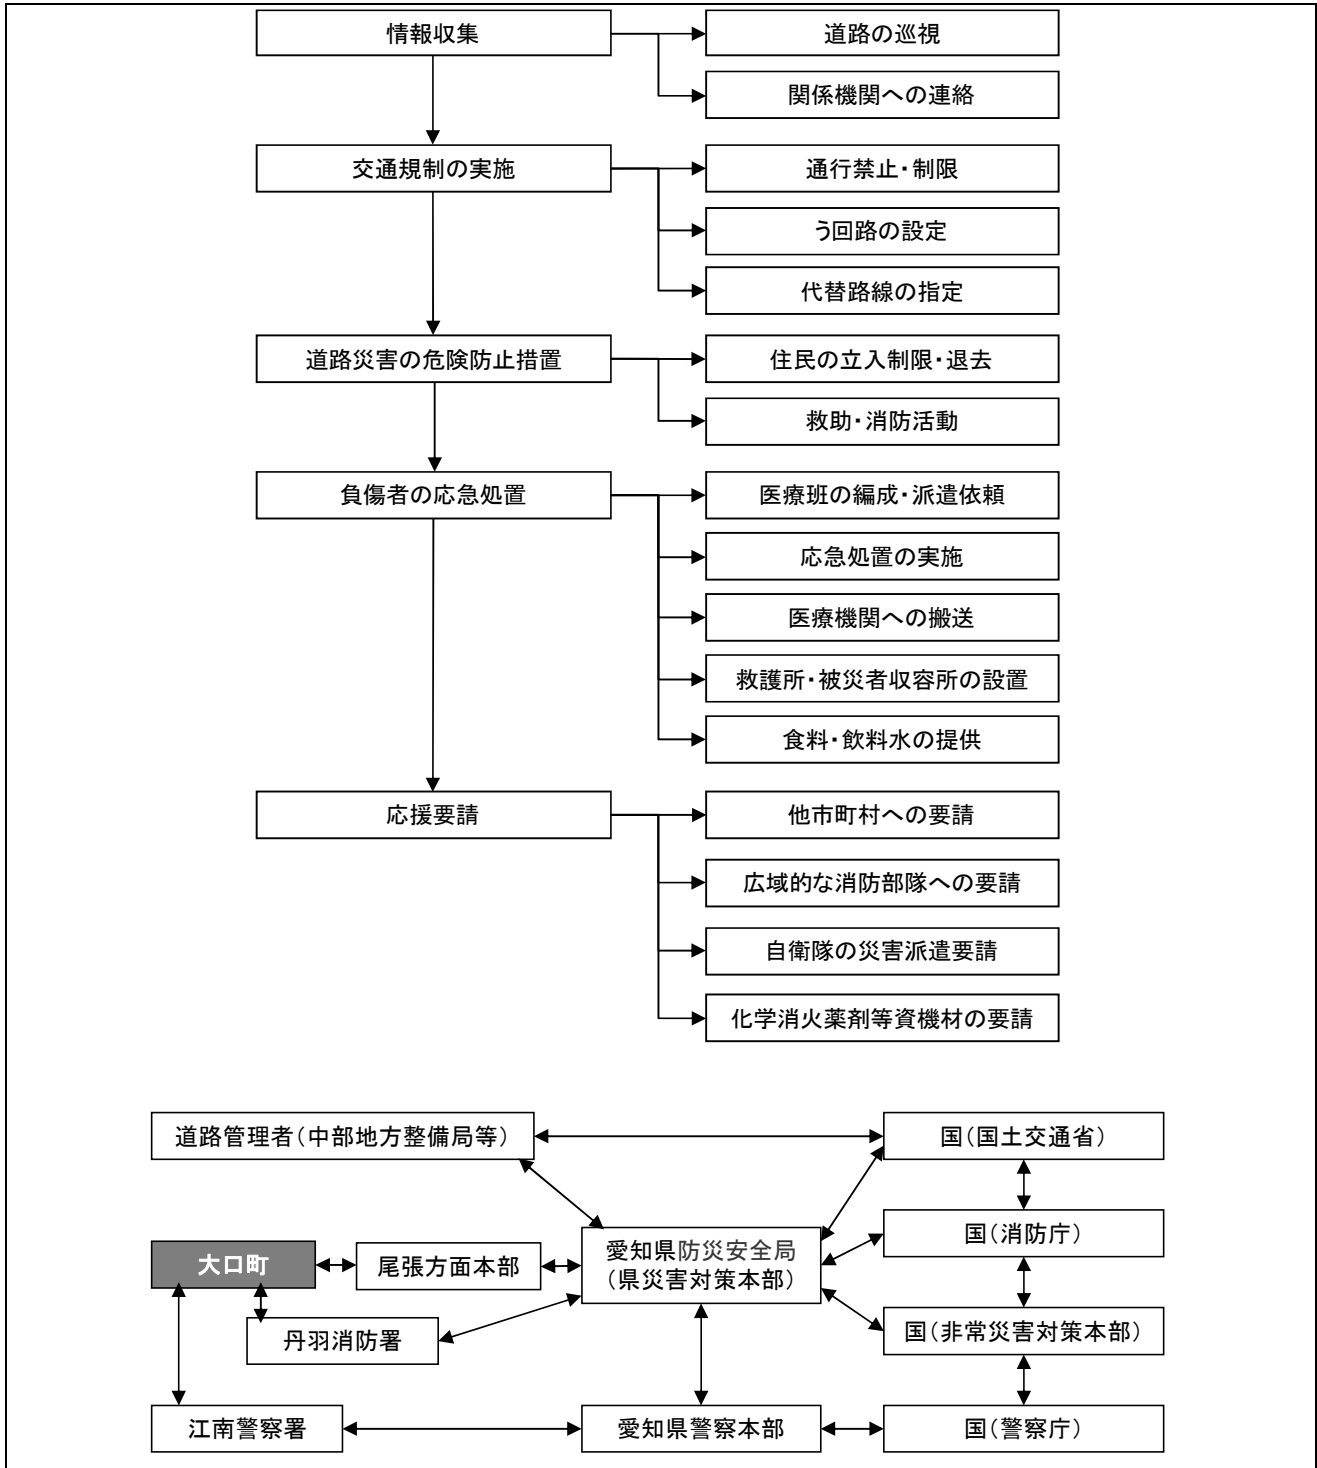 情報収集
道路の巡視
関係機関への連絡
交通規制の実施
通行禁止・制限
う回路の設定
代替路線の指定
道路災害の危険防止措置
住民の立入制限・退去
救助・消防活動
負傷者の応急処置
医療班の編成・派遣依頼
応急処置の実施
医療機関への搬送
救護所・被災者収容所の設置
食料・飲料水の提供
応援要請
他市町村への要請
広域的な消防部隊への要請
自衛隊の災害派遣要請
化学消火薬剤等資機材の要請
道路管理者（中部地方整備局等）
国（国土交通省）
国（消防庁）
愛知県防災安全局
（県災害対策本部）
大口町
尾張方面本部
国（非常災害対策本部）
丹羽消防署
江南警察署
愛知県警察本部
国（警察庁）